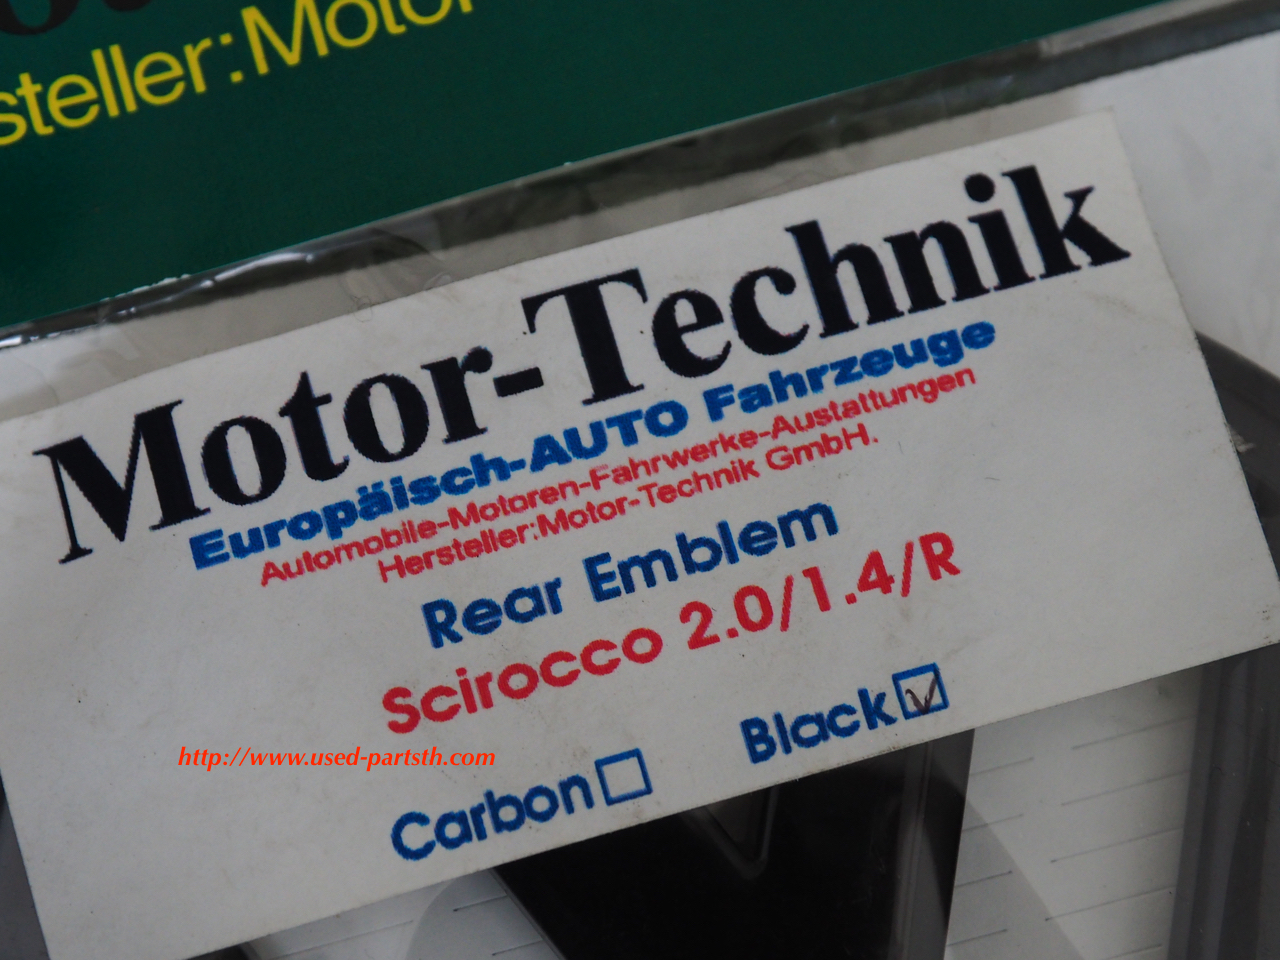 steller:Motor
Motor-Technik
Europäisch-AUTO Fahrzeuge
Automobile-Motoren-Fahrwerke-Austattungen
Hersteller:Motor-Technik GmbH.
Rear Emblem
Scirocco 2.0/1.4/R
Carbon Black
http://www.used-partsth.com